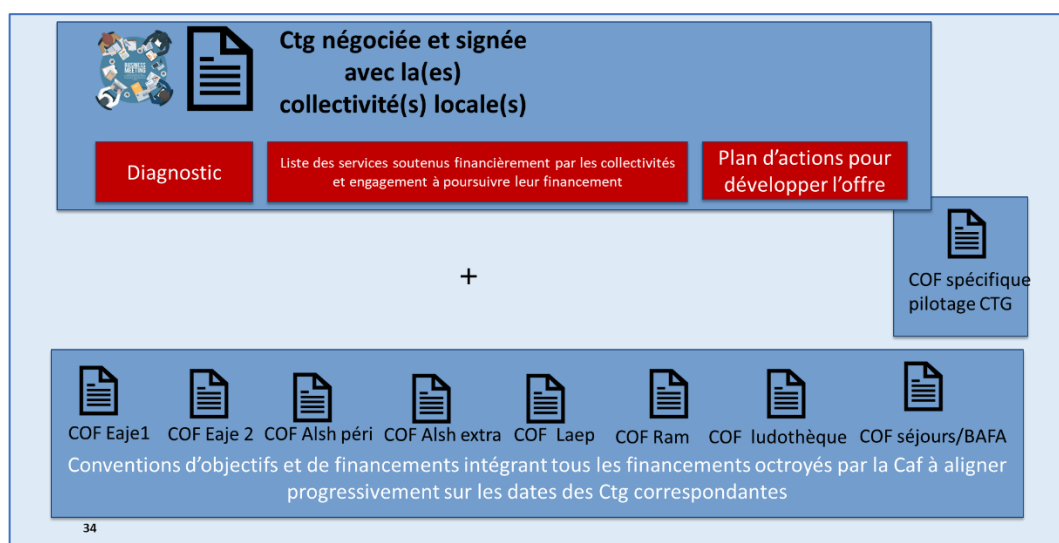 BUSINESS
MEETING
Ctg négociée et signée
avec la(es)
collectivité(s) locale(s)
Diagnostic
Liste des services soutenus financièrement par les collectivités
et engagement à poursuivre leur financement
Plan d'actions pour
développer l'offre
+
COF spécifique
pilotage CTG
COF Eaje1 COF Eaje 2 COF Alsh péri COF Alsh extra COF Laep COF Ram COF ludothèque COF séjours/BAFA
Conventions d'objectifs et de financements intégrant tous les financements octroyés par la Caf à aligner
progressivement sur les dates des Ctg correspondantes
34